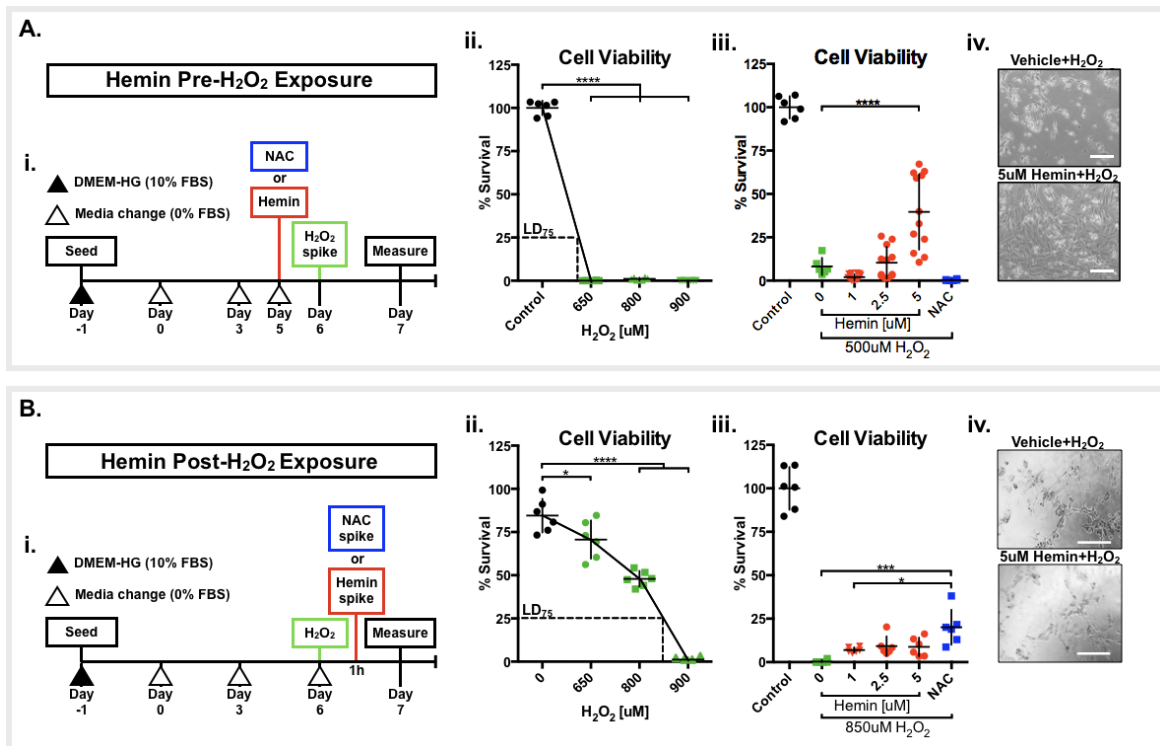 A.
Hemin Pre-H₂O₂ Exposure
i.
NAC
or
Hemin
DMEM-HG (10% FBS)
Media change (0% FBS)
H₂O₂
spike
Seed
Measure
Day
-1
Day
0
Day
3
Day
5
Day
6
Day
7
ii.
Cell Viability
% Survival
125
100
75
50
25
0
****
LD₇₅
Control
650
800
900
H₂O₂ [uM]
iii.
Cell Viability
% Survival
125
100
75
50
25
0
****
Control
0
1
2.5
5
NAC
Hemin [uM]
500uM H₂O₂
iv.
Vehicle+H₂O₂
5uM Hemin+H₂O₂
B.
Hemin Post-H₂O₂ Exposure
i.
NAC
spike
or
Hemin
spike
DMEM-HG (10% FBS)
Media change (0% FBS)
Seed
H₂O₂
Measure
1h
Day
-1
Day
0
Day
3
Day
6
Day
7
ii.
Cell Viability
% Survival
125
100
75
50
25
0
****
*
LD₇₅
0
650
800
900
H₂O₂ [uM]
iii.
Cell Viability
% Survival
125
100
75
50
25
0
***
*
Control
0
1
2.5
5
NAC
Hemin [uM]
850uM H₂O₂
iv.
Vehicle+H₂O₂
5uM Hemin+H₂O₂